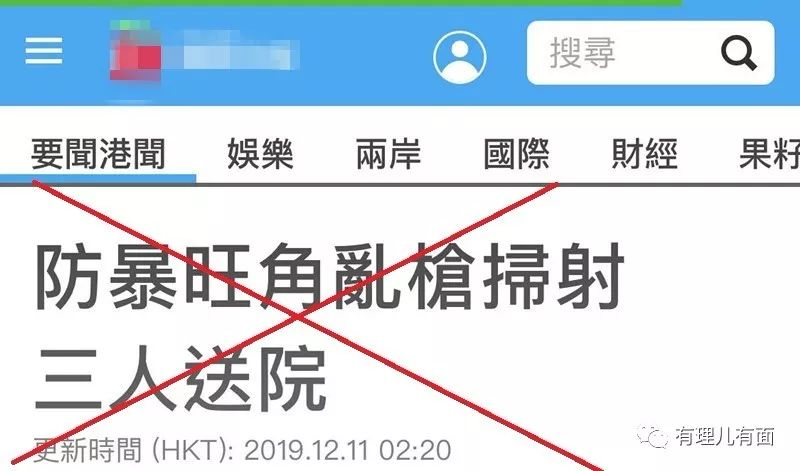 搜尋
要聞港聞 娛樂 兩岸 國際 財經 果籽
防暴旺角亂槍掃射
三人送院
更新時間 (HKT): 2019.12.11 02:20
有理儿有面